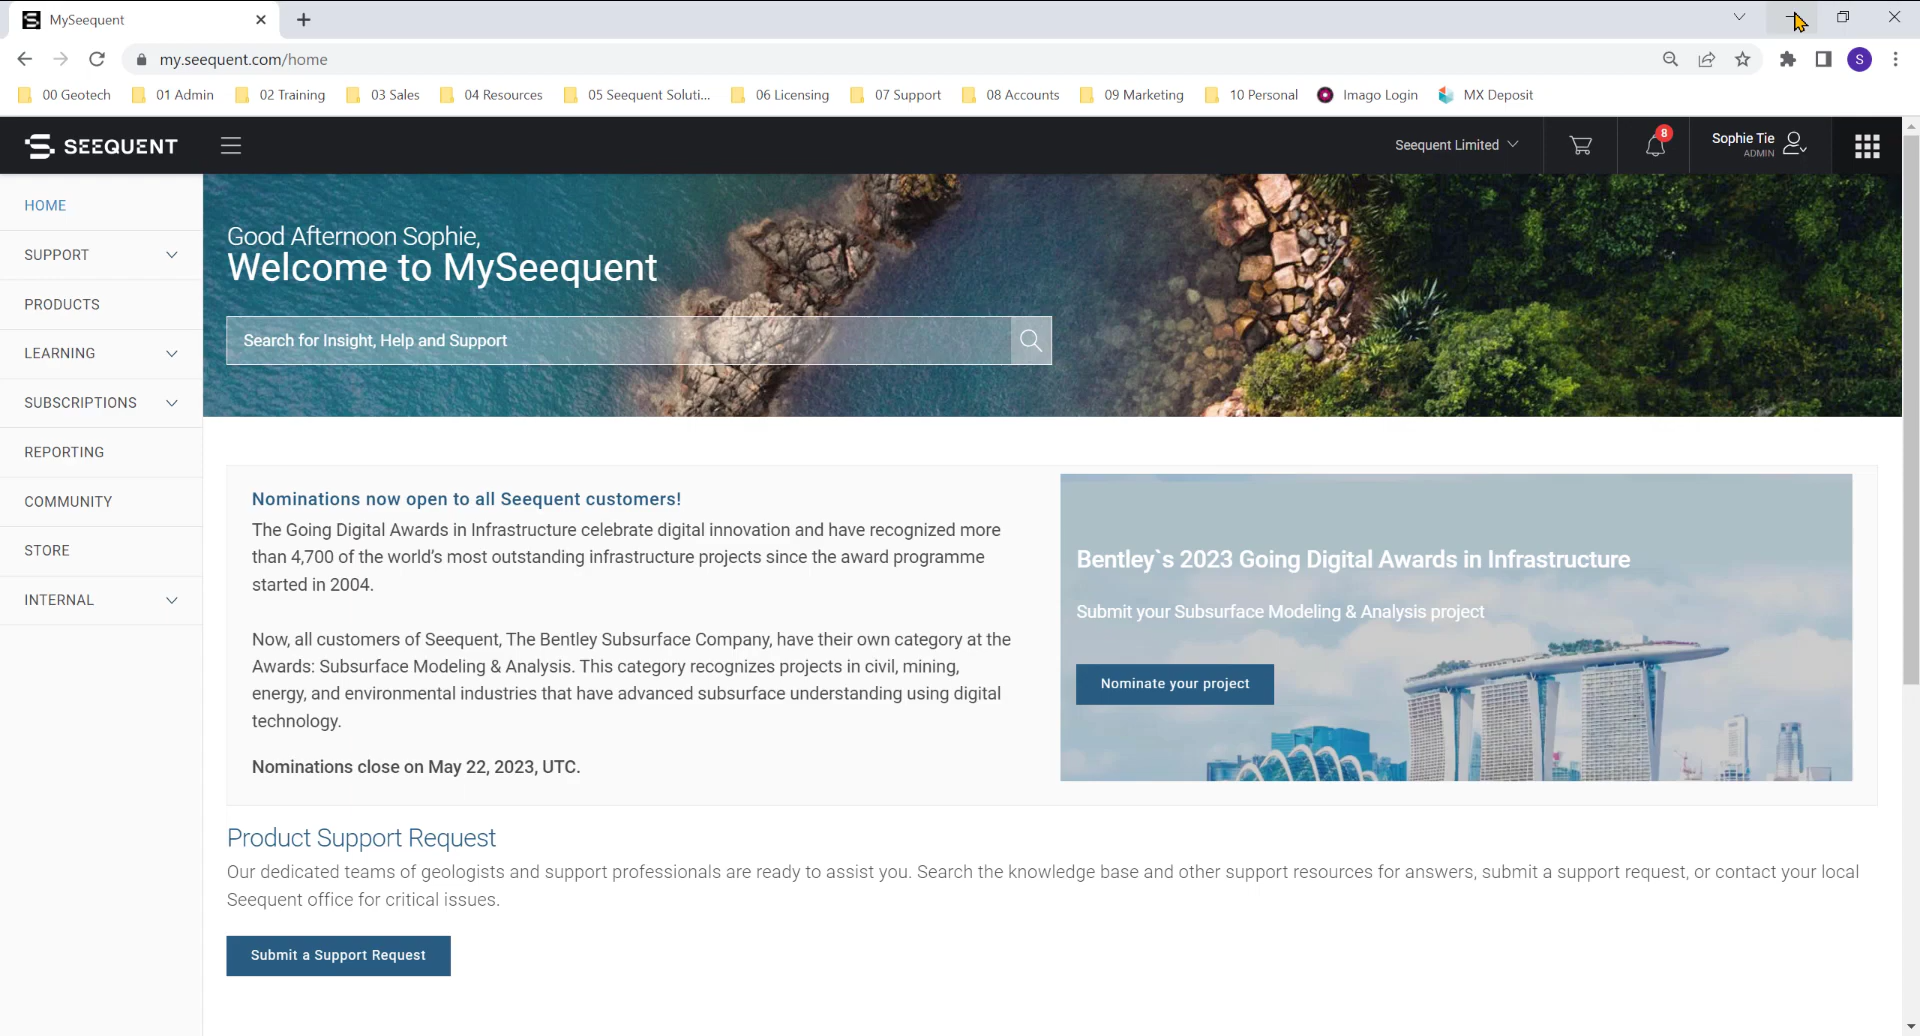 MySeequent
my.seequent.com/home
00 Geotech 01 Admin 02 Training 03 Sales 04 Resources 05 Seequent Soluti... 06 Licensing 07 Support 08 Accounts 09 Marketing 10 Personal Imago Login MX Deposit
S
SEEQUENT
Seequent Limited
8
Sophie Tie
ADMIN
HOME
SUPPORT
PRODUCTS
LEARNING
SUBSCRIPTIONS
REPORTING
COMMUNITY
STORE
INTERNAL
Good Afternoon Sophie,
Welcome to MySeequent
Search for Insight, Help and Support
Nominations now open to all Seequent customers!
The Going Digital Awards in Infrastructure celebrate digital innovation and have recognized more
than 4,700 of the world's most outstanding infrastructure projects since the award programme
started in 2004.
Now, all customers of Seequent, The Bentley Subsurface Company, have their own category at the
Awards: Subsurface Modeling & Analysis. This category recognizes projects in civil, mining,
energy, and environmental industries that have advanced subsurface understanding using digital
technology.
Nominations close on May 22, 2023, UTC.
Bentley`s 2023 Going Digital Awards in Infrastructure
Submit your Subsurface Modeling & Analysis project
Nominate your project
Product Support Request
Our dedicated teams of geologists and support professionals are ready to assist you. Search the knowledge base and other support resources for answers, submit a support request, or contact your local
Seequent office for critical issues.
Submit a Support Request